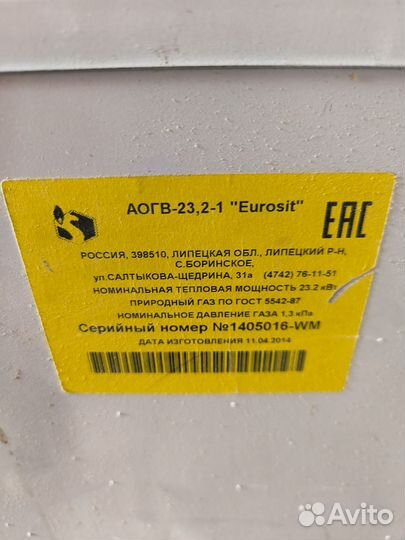 АОГВ-23,2-1 "Eurosit"
EAC
РОССИЯ, 398510, ЛИПЕЦКАЯ ОБЛ., ЛИПЕЦКИЙ Р-Н,
С.БОРИНСКОЕ,
ул.САЛТЫКОВА-ЩЕДРИНА, 31а (4742) 76-11-51
НОМИНАЛЬНАЯ ТЕПЛОВАЯ МОЩНОСТЬ 23.2 кВт
ПРИРОДНЫЙ ГАЗ ПО ГОСТ 5542-87
НОМИНАЛЬНОЕ ДАВЛЕНИЕ ГАЗА 1,3 кПа
Серийный номер №1405016-WM
ДАТА ИЗГОТОВЛЕНИЯ 11.04.2014
Avito